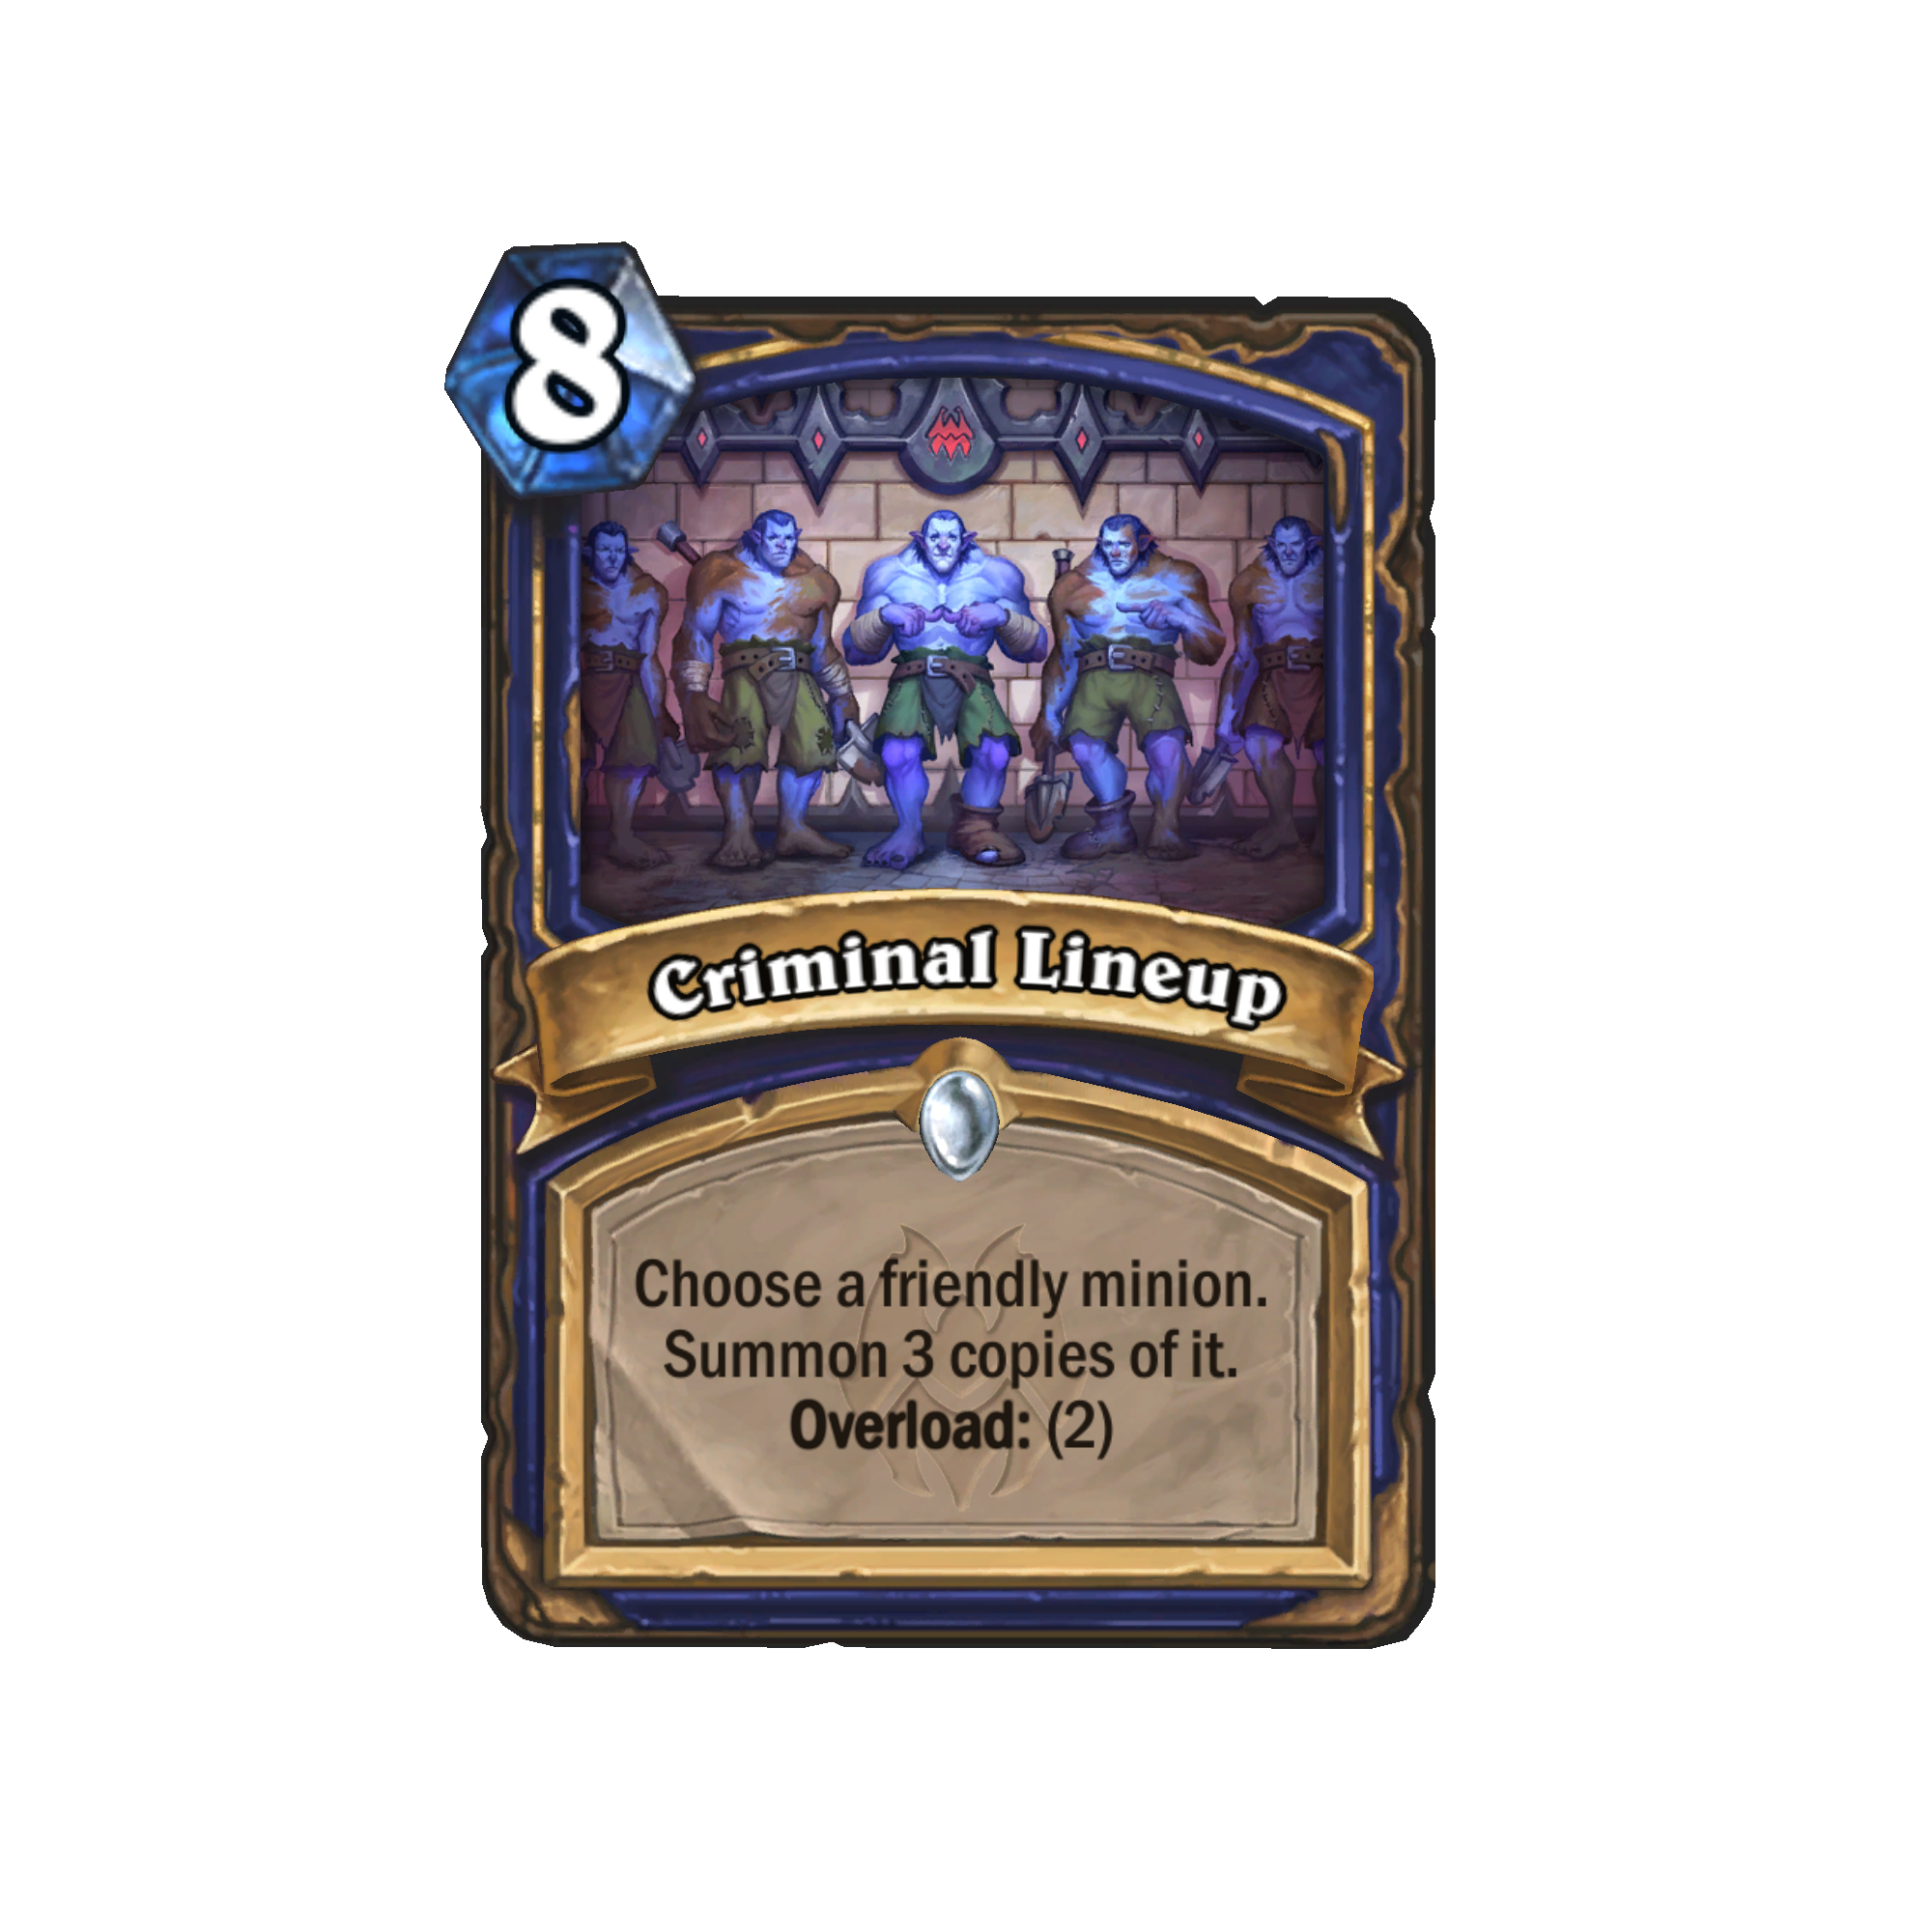 8
Criminal Lineup
Choose a friendly minion.
Summon 3 copies of it.
Overload: (2)